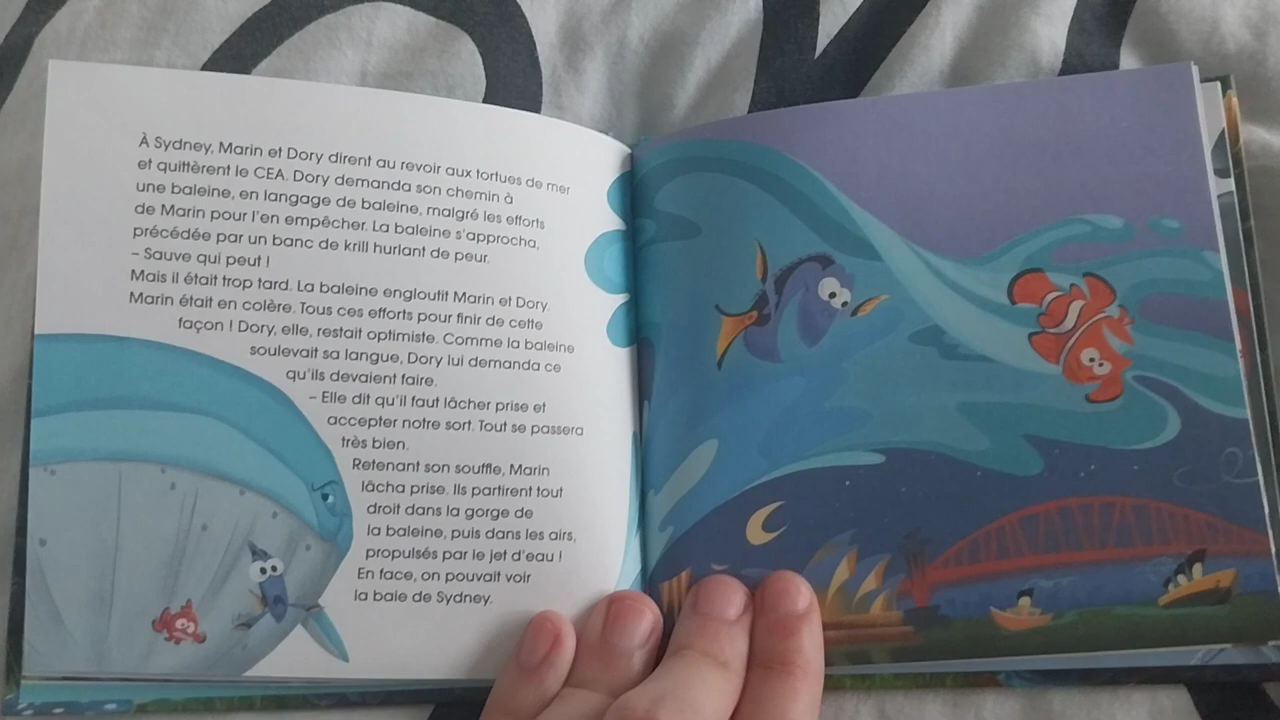 À Sydney, Marin et Dory dirent au revoir aux tortues de mer
et quittèrent le CEA. Dory demanda son chemin à
une baleine, en langage de baleine, malgré les efforts
de Marin pour l'en empêcher. La baleine s'approcha,
précédée par un banc de krill hurlant de peur.
– Sauve qui peut !
Mais il était trop tard. La baleine engloutit Marin et Dory.
Marin était en colère. Tous ces efforts pour finir de cette
façon ! Dory, elle, restait optimiste. Comme la baleine
soulevait sa langue, Dory lui demanda ce
qu'ils devaient faire.
– Elle dit qu'il faut lâcher prise et
accepter notre sort. Tout se passera
très bien.
Retenant son souffle, Marin
lâcha prise. Ils partirent tout
droit dans la gorge de
la baleine, puis dans les airs,
propulsés par le jet d'eau !
En face, on pouvait voir
la baie de Sydney.